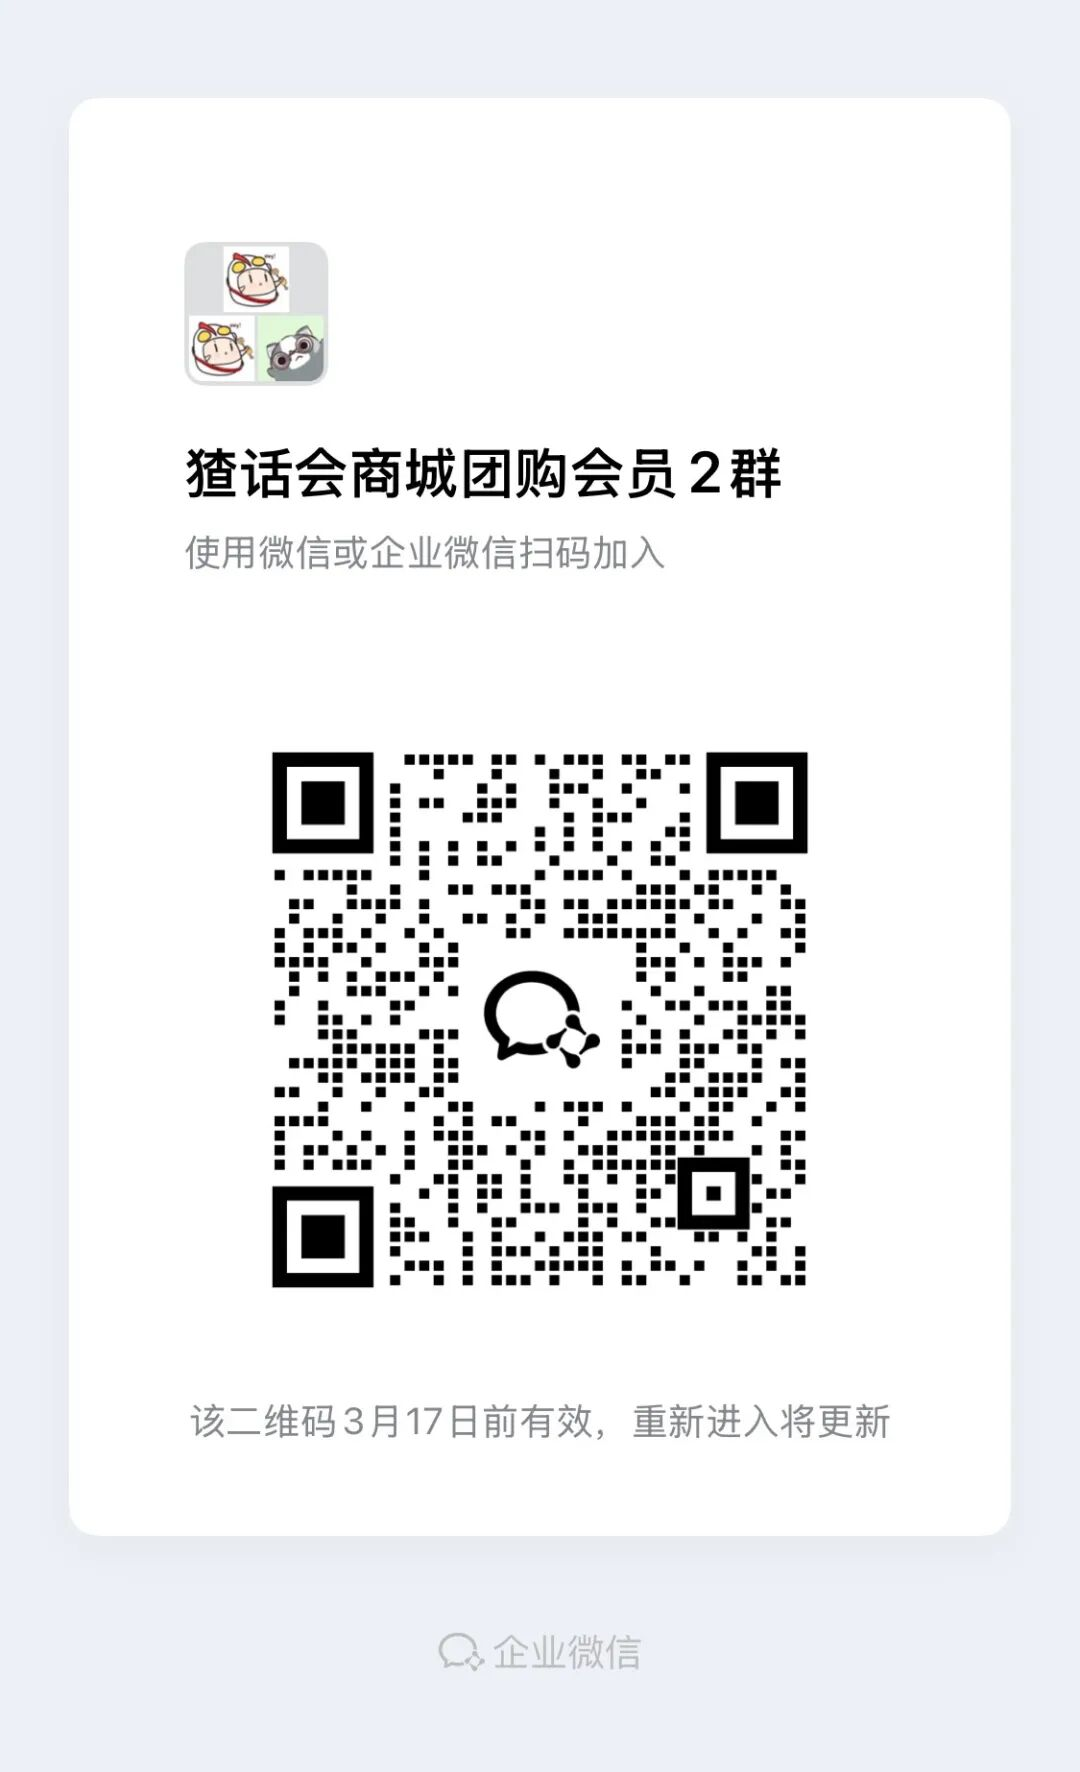 猹话会商城团购会员2群
使用微信或企业微信扫码加入
该二维码3月17日前有效，重新进入将更新
企业微信